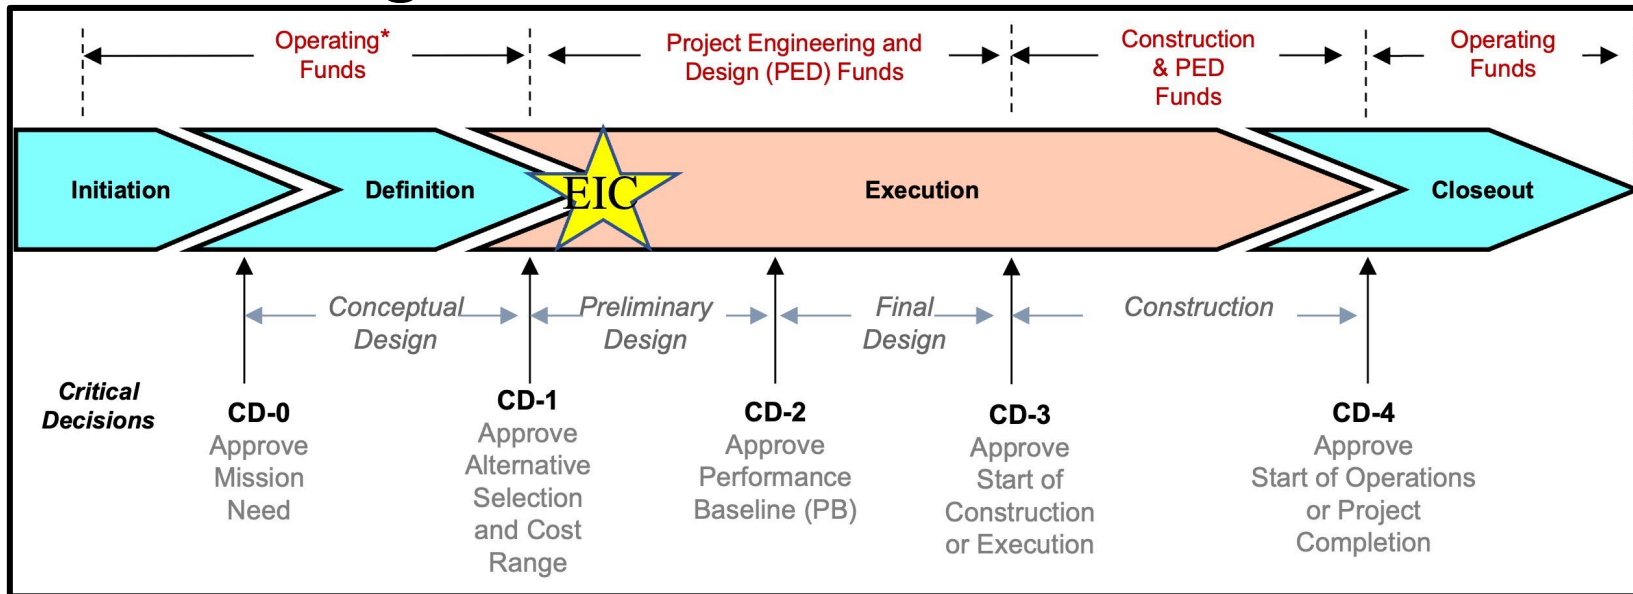 Operating*
Funds
Project Engineering and
Design (PED) Funds
Construction
& PED
Funds
Operating
Funds
Initiation
Definition
EIC
Execution
Closeout
Conceptual
Design
Preliminary
Design
Final
Design
Construction
Critical
Decisions
CD-0
Approve
Mission
Need
CD-1
Approve
Alternative
Selection
and Cost
Range
CD-2
Approve
Performance
Baseline (PB)
CD-3
Approve
Start of
Construction
or Execution
CD-4
Approve
Start of Operations
or Project
Completion